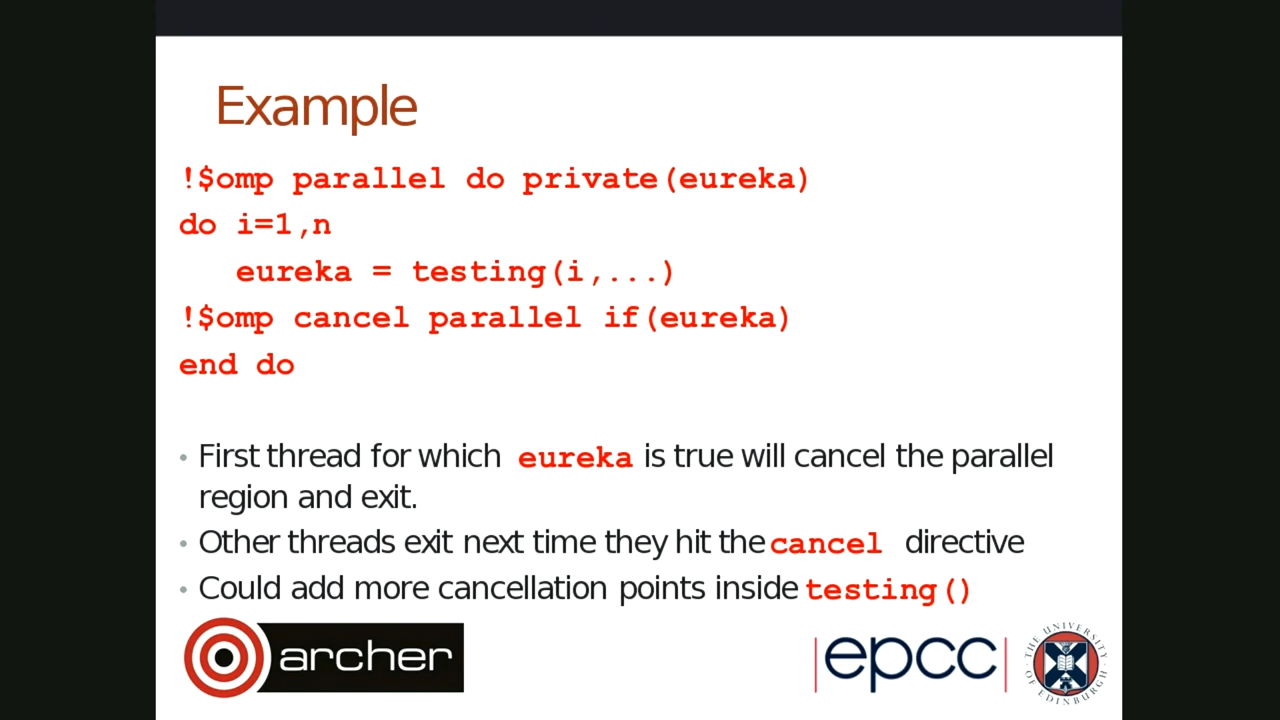 Example
!$omp parallel do private(eureka)
do i=1,n
eureka = testing(i,...)
!$omp cancel parallel if(eureka)
end do
• First thread for which eureka is true will cancel the parallel
region and exit.
• Other threads exit next time they hit the cancel directive
• Could add more cancellation points inside testing()
archer
|epcc|
THE UNIVERSITY
OF EDINBURGH